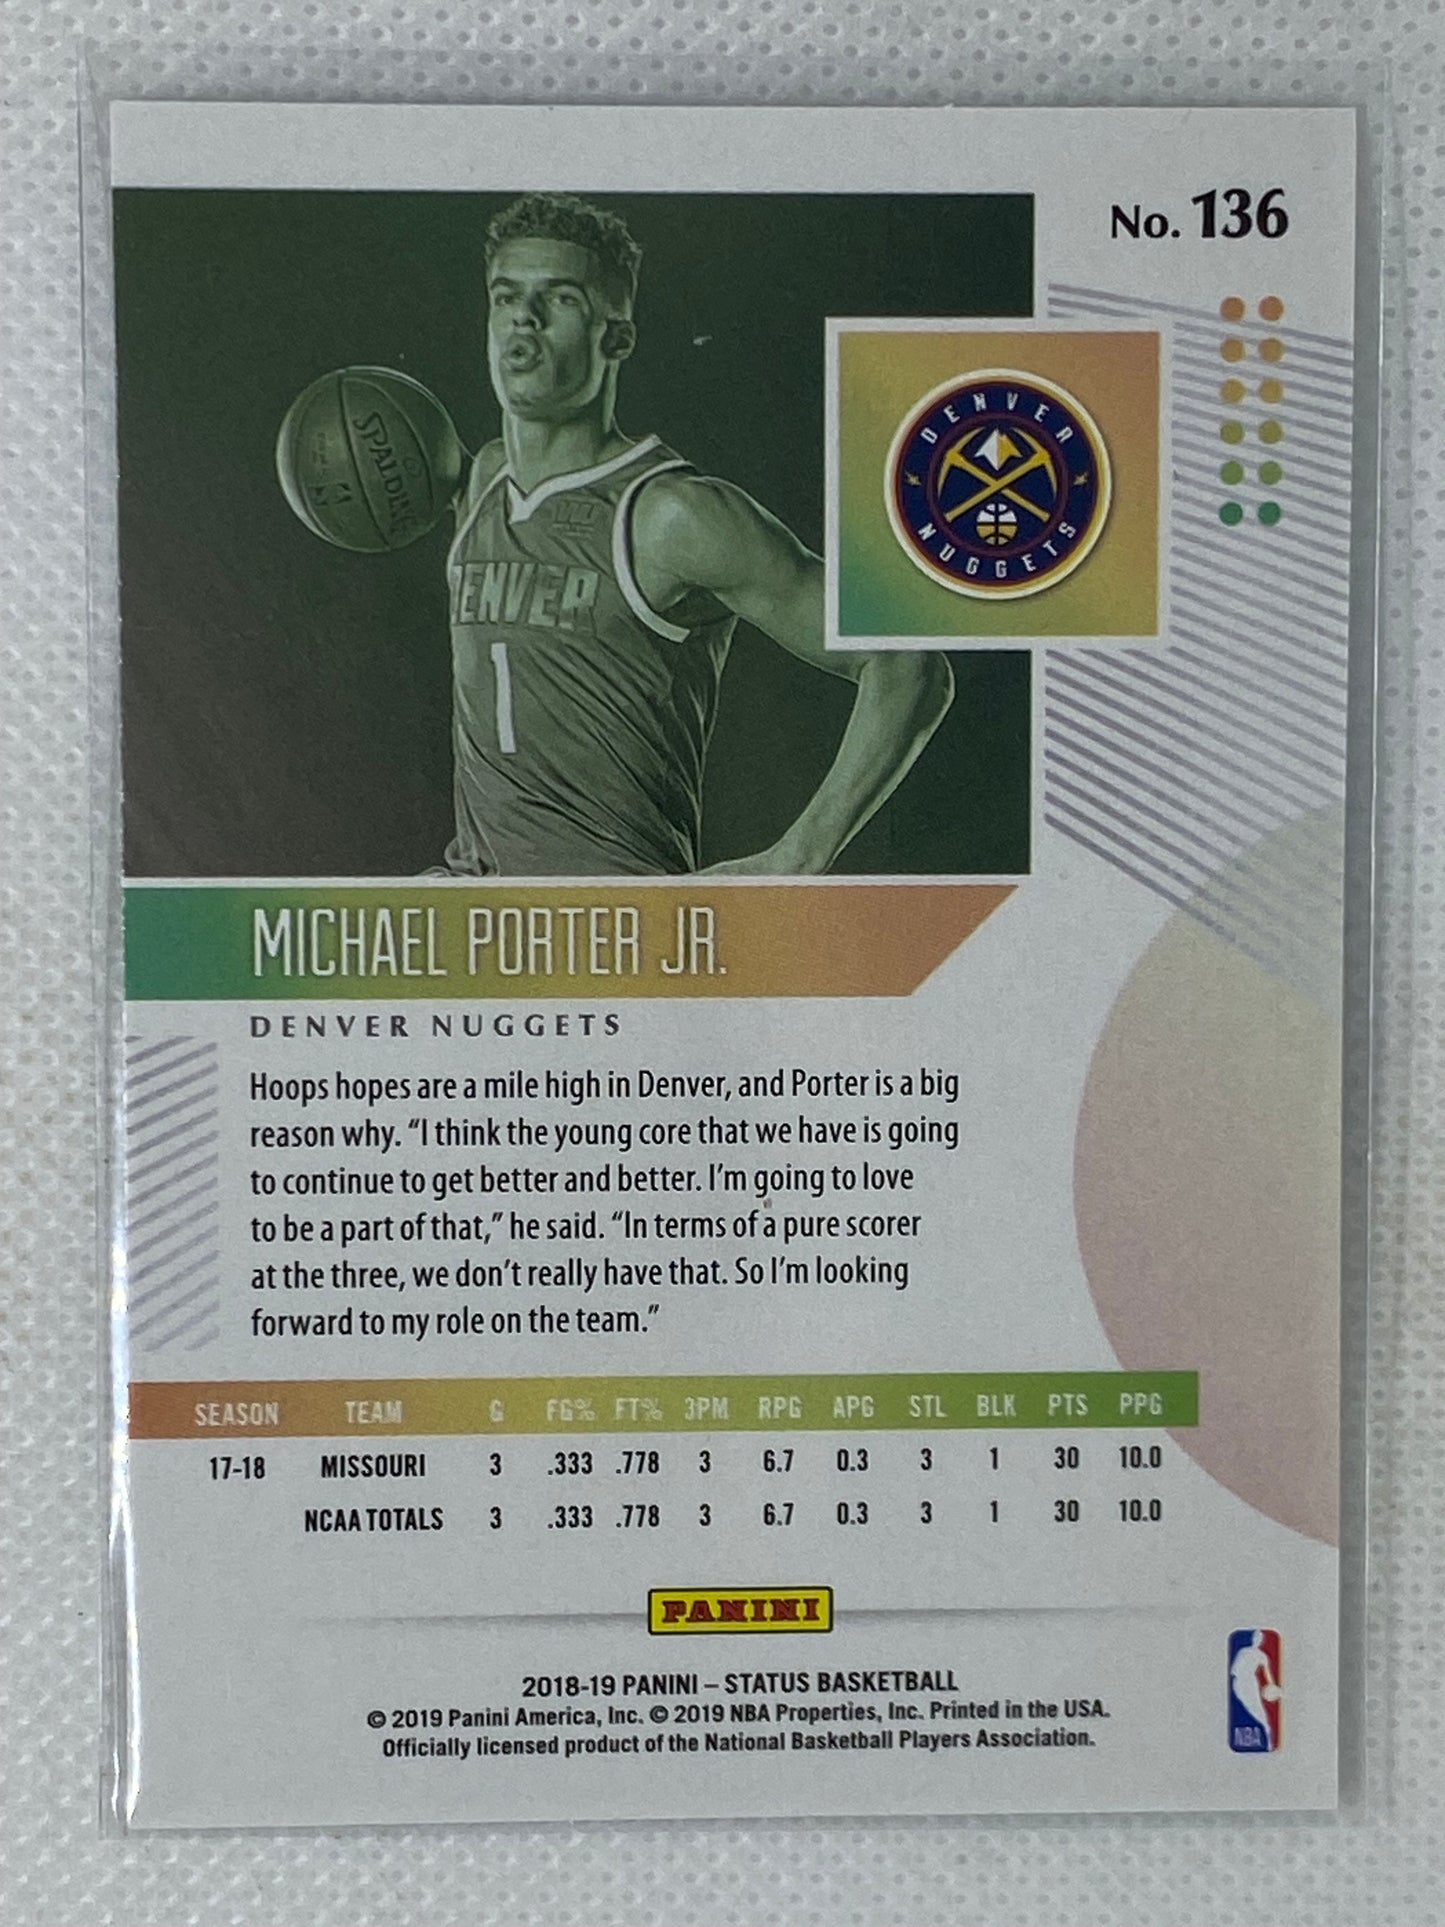 No. 136
SPALDING
DENVER
NUGGETS
DENVER
1
MICHAEL PORTER JR.
DENVER NUGGETS
Hoops hopes are a mile high in Denver, and Porter is a big
reason why. “I think the young core that we have is going
to continue to get better and better. I’m going to love
to be a part of that,” he said. “In terms of a pure scorer
at the three, we don’t really have that. So I’m looking
forward to my role on the team.”
SEASON TEAM G FG% FT% 3PM RPG APG STL BLK PTS PPG
17-18 MISSOURI 3 .333 .778 3 6.7 0.3 3 1 30 10.0
NCAA TOTALS 3 .333 .778 3 6.7 0.3 3 1 30 10.0
PANINI
2018-19 PANINI – STATUS BASKETBALL
© 2019 Panini America, Inc. © 2019 NBA Properties, Inc. Printed in the USA.
Officially licensed product of the National Basketball Players Association.
NBA